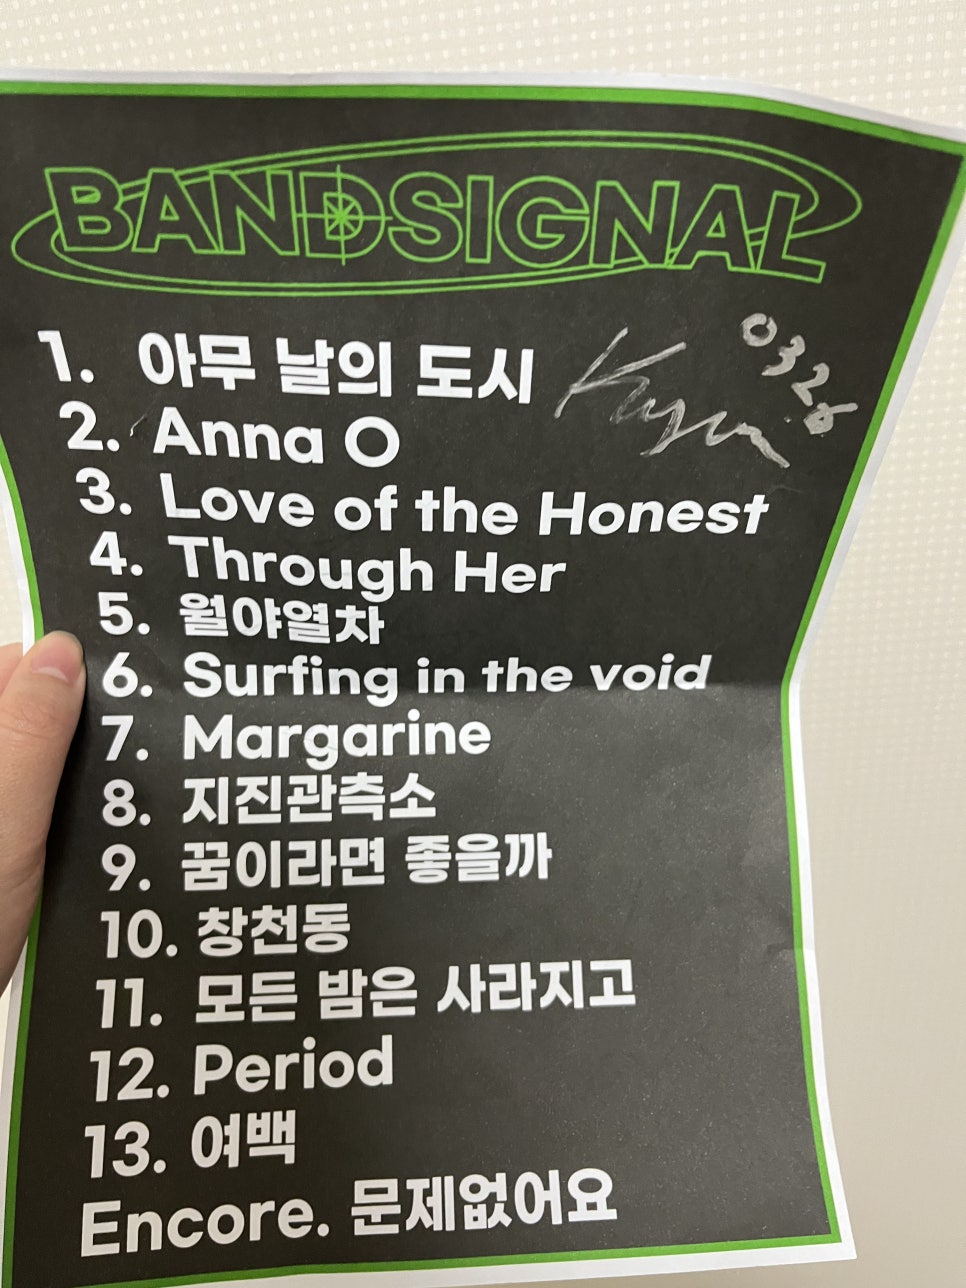 BANDSIGNAL
0326
1. 아무 날의 도시
2. Anna O
3. Love of the Honest
4. Through Her
5. 월야열차
6. Surfing in the void
7. Margarine
8. 지진관측소
9. 꿈이라면 좋을까
10. 창천동
11. 모든 밤은 사라지고
12. Period
13. 여백
Encore. 문제없어요